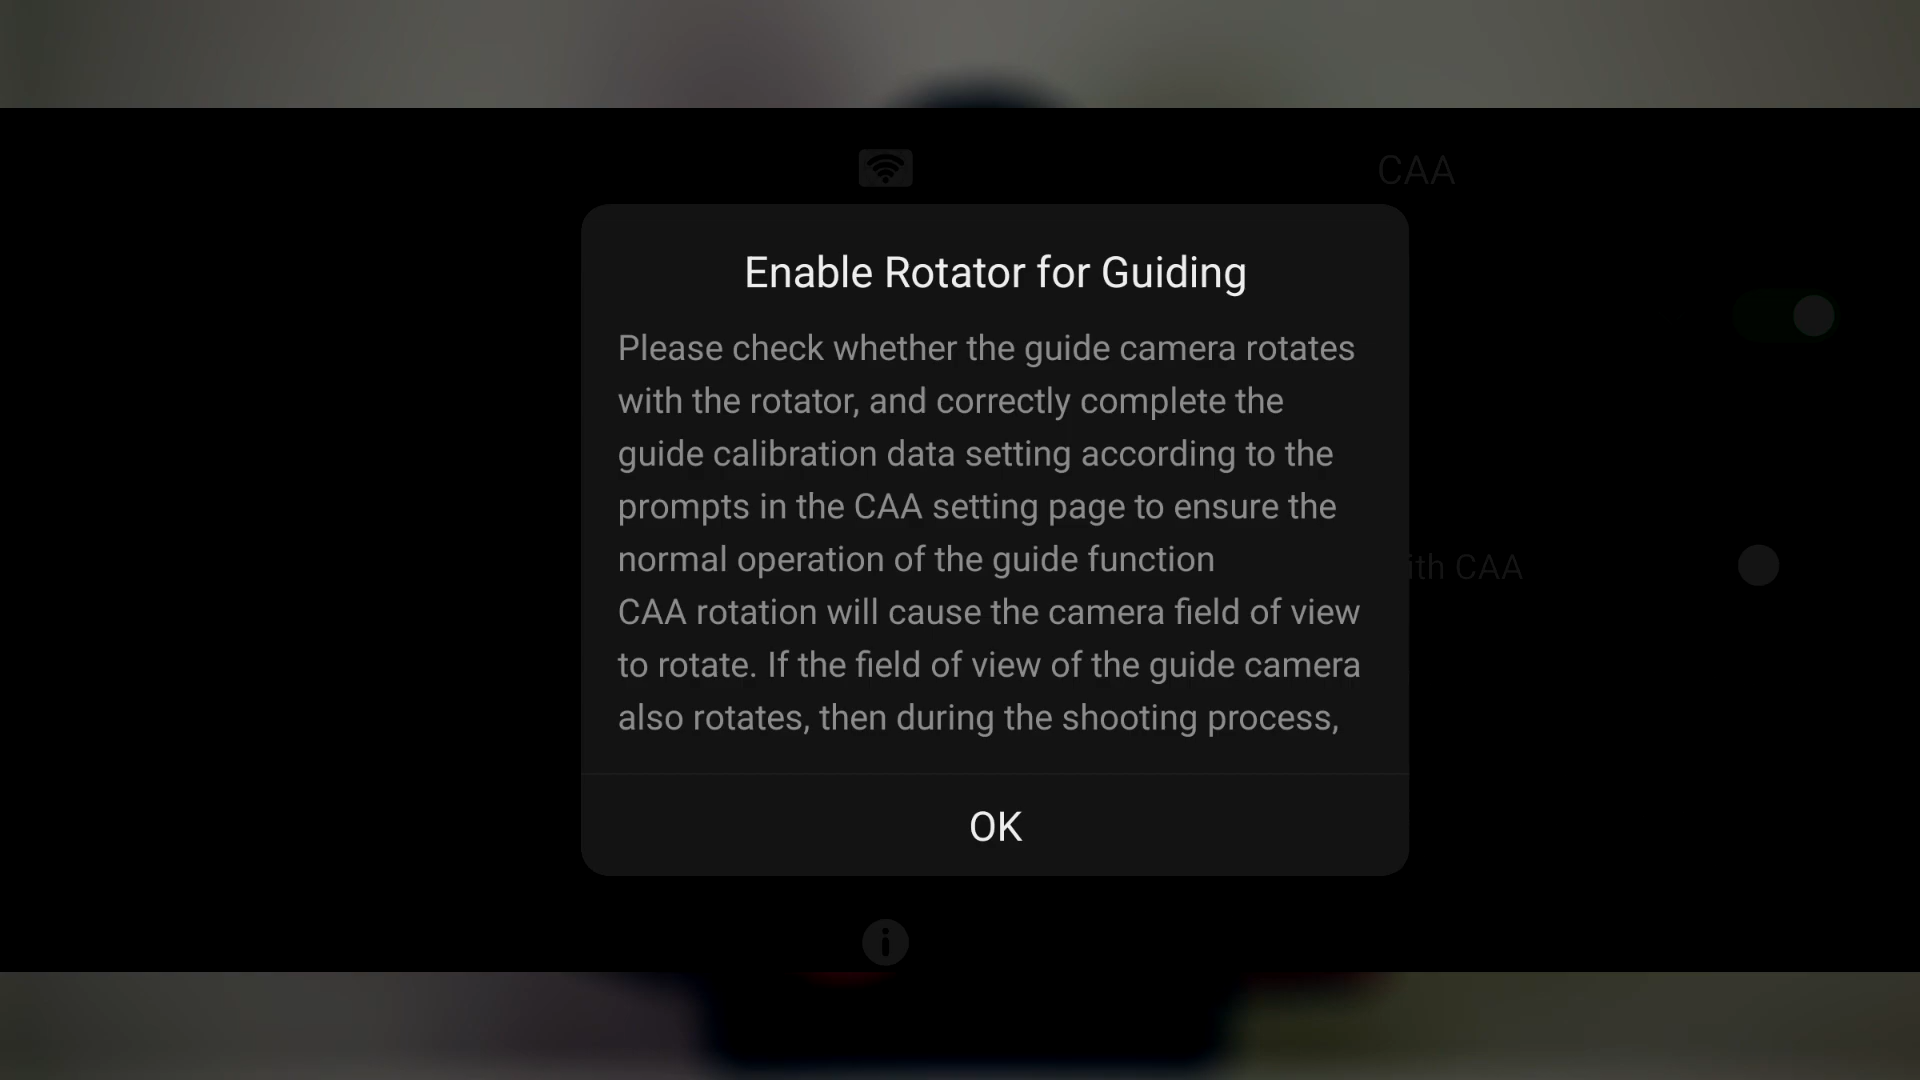 CAA
Enable Rotator for Guiding
Please check whether the guide camera rotates
with the rotator, and correctly complete the
guide calibration data setting according to the
prompts in the CAA setting page to ensure the
normal operation of the guide function
CAA rotation will cause the camera field of view
to rotate. If the field of view of the guide camera
also rotates, then during the shooting process,
ith CAA
OK